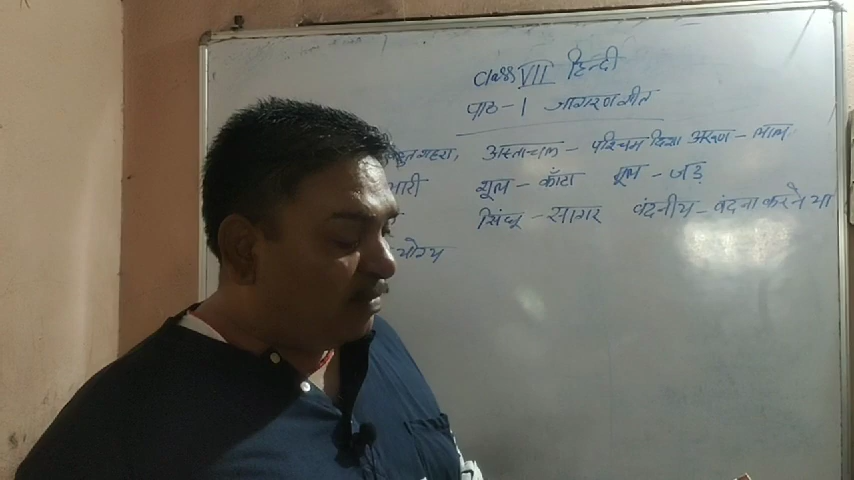 Class VII हिन्दी
पाठ-1 जागरण गीत
गहरा, अस्ताचल - पश्चिम दिशा अरुण - लाल
भारी शूल - काँटा मूल - जड़
सिंधू - सागर वंदनीय - वंदना करने या
योग्य